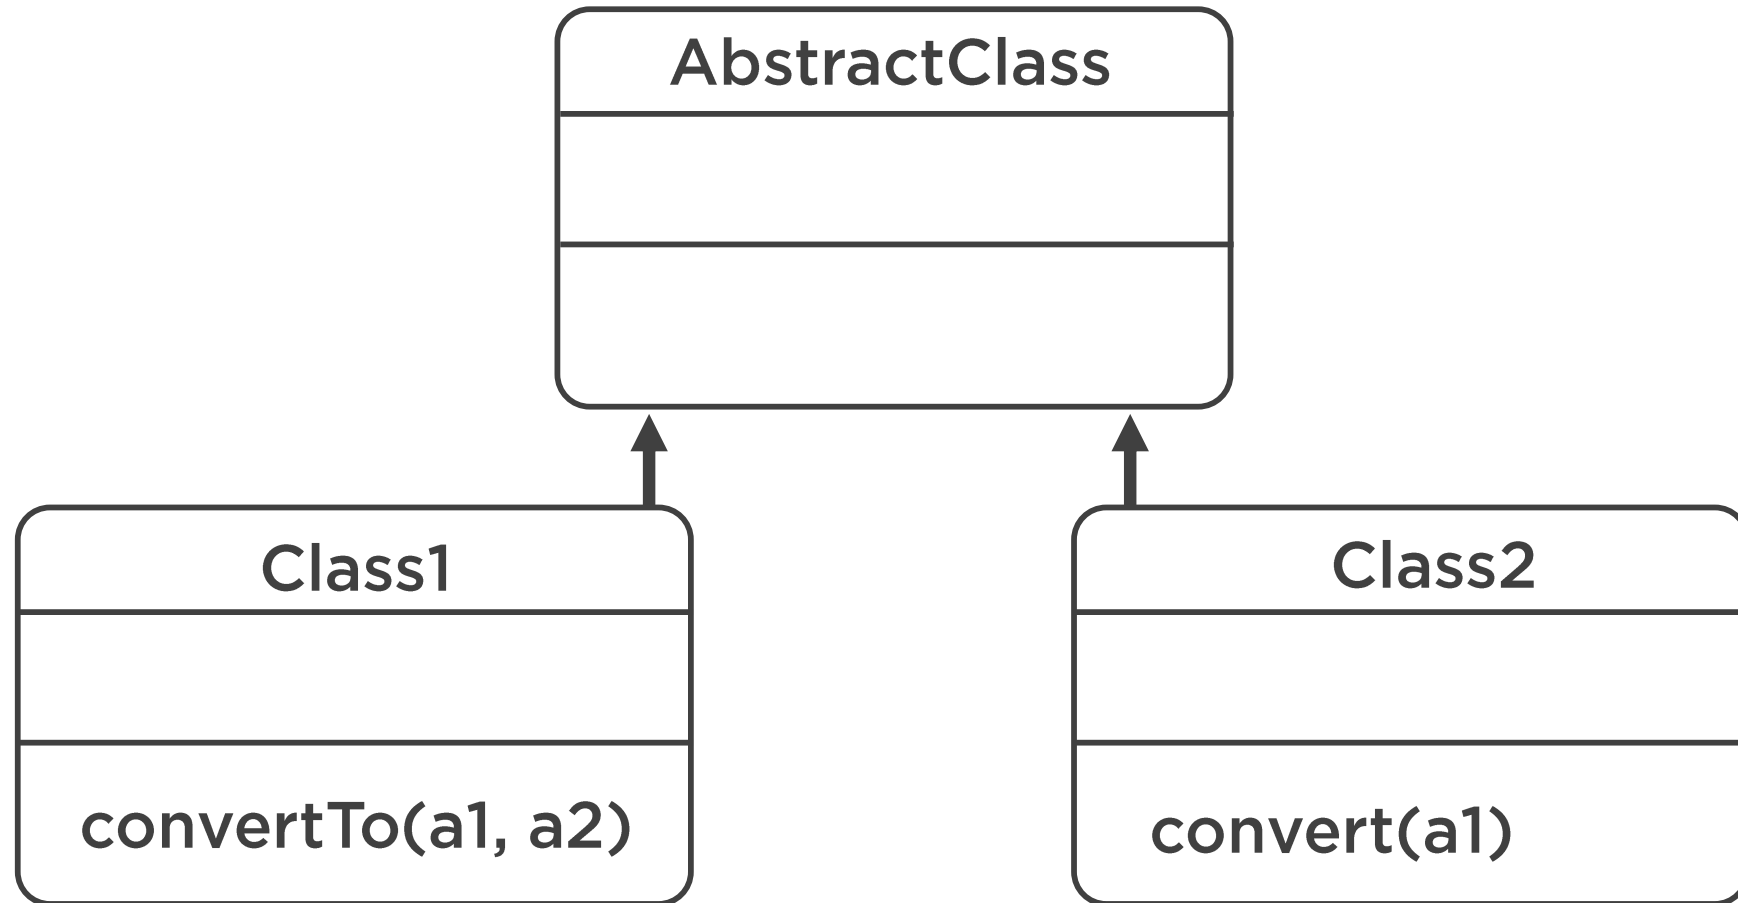 AbstractClass
Class1
Class2
convertTo(a1, a2)
convert(a1)